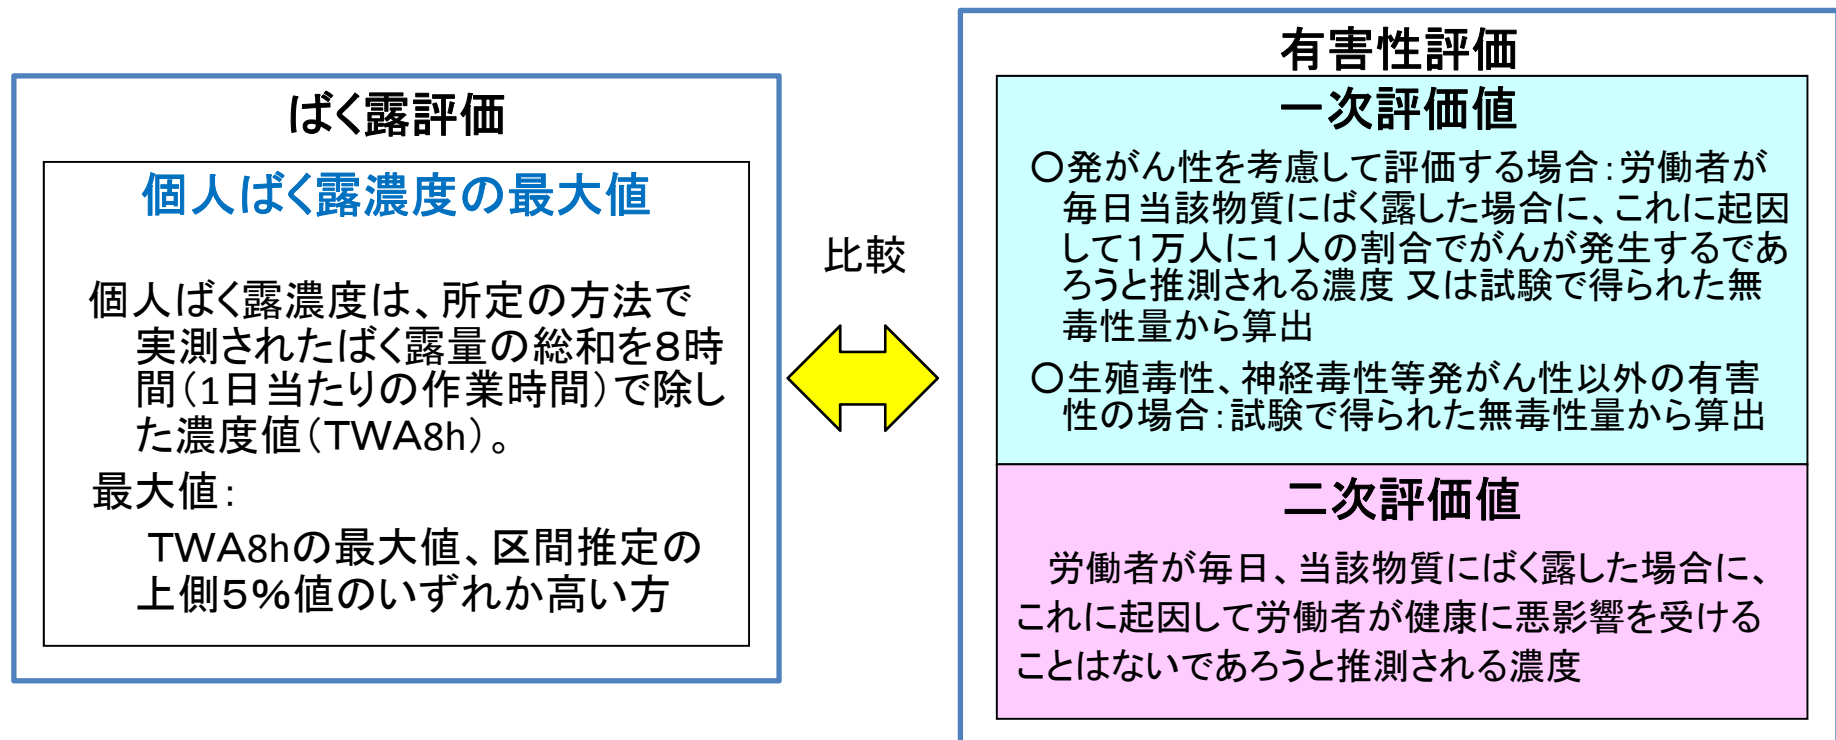 ばく露評価
個人ばく露濃度の最大値
個人ばく露濃度は、所定の方法で
実測されたばく露量の総和を8時
間(1日当たりの作業時間)で除し
た濃度値(TWA8h)。
最大値:
TWA8hの最大値、区間推定の
上側5%値のいずれか高い方
比較
有害性評価
一次評価値
○発がん性を考慮して評価する場合:労働者が
毎日当該物質にばく露した場合に、これに起因
して1万人に1人の割合でがんが発生するであ
ろうと推測される濃度 又は試験で得られた無
毒性量から算出
○生殖毒性、神経毒性等発がん性以外の有害
性の場合:試験で得られた無毒性量から算出
二次評価値
労働者が毎日、当該物質にばく露した場合に、
これに起因して労働者が健康に悪影響を受ける
ことはないであろうと推測される濃度